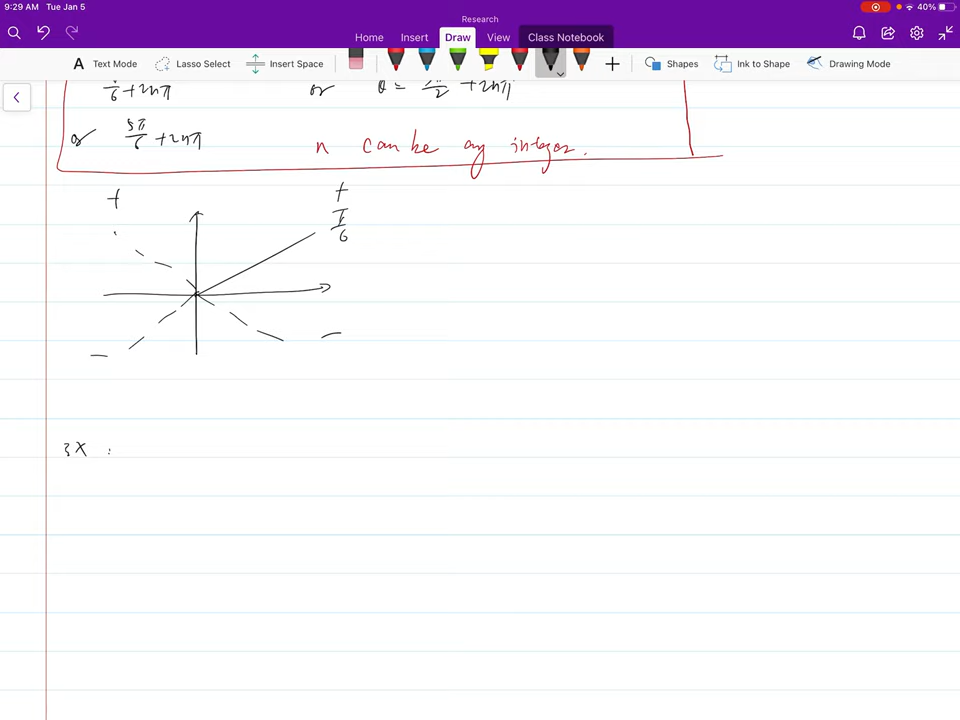 9:29 AM Tue Jan 5
40%
Research
Home Insert Draw View Class Notebook
Text Mode Lasso Select Insert Space Shapes Ink to Shape Drawing Mode
/6 + 2nπ or θ = /2 + 2nπ
or 5π/6 + 2nπ n can be any integer.
+ +
π/6
− −
3X :